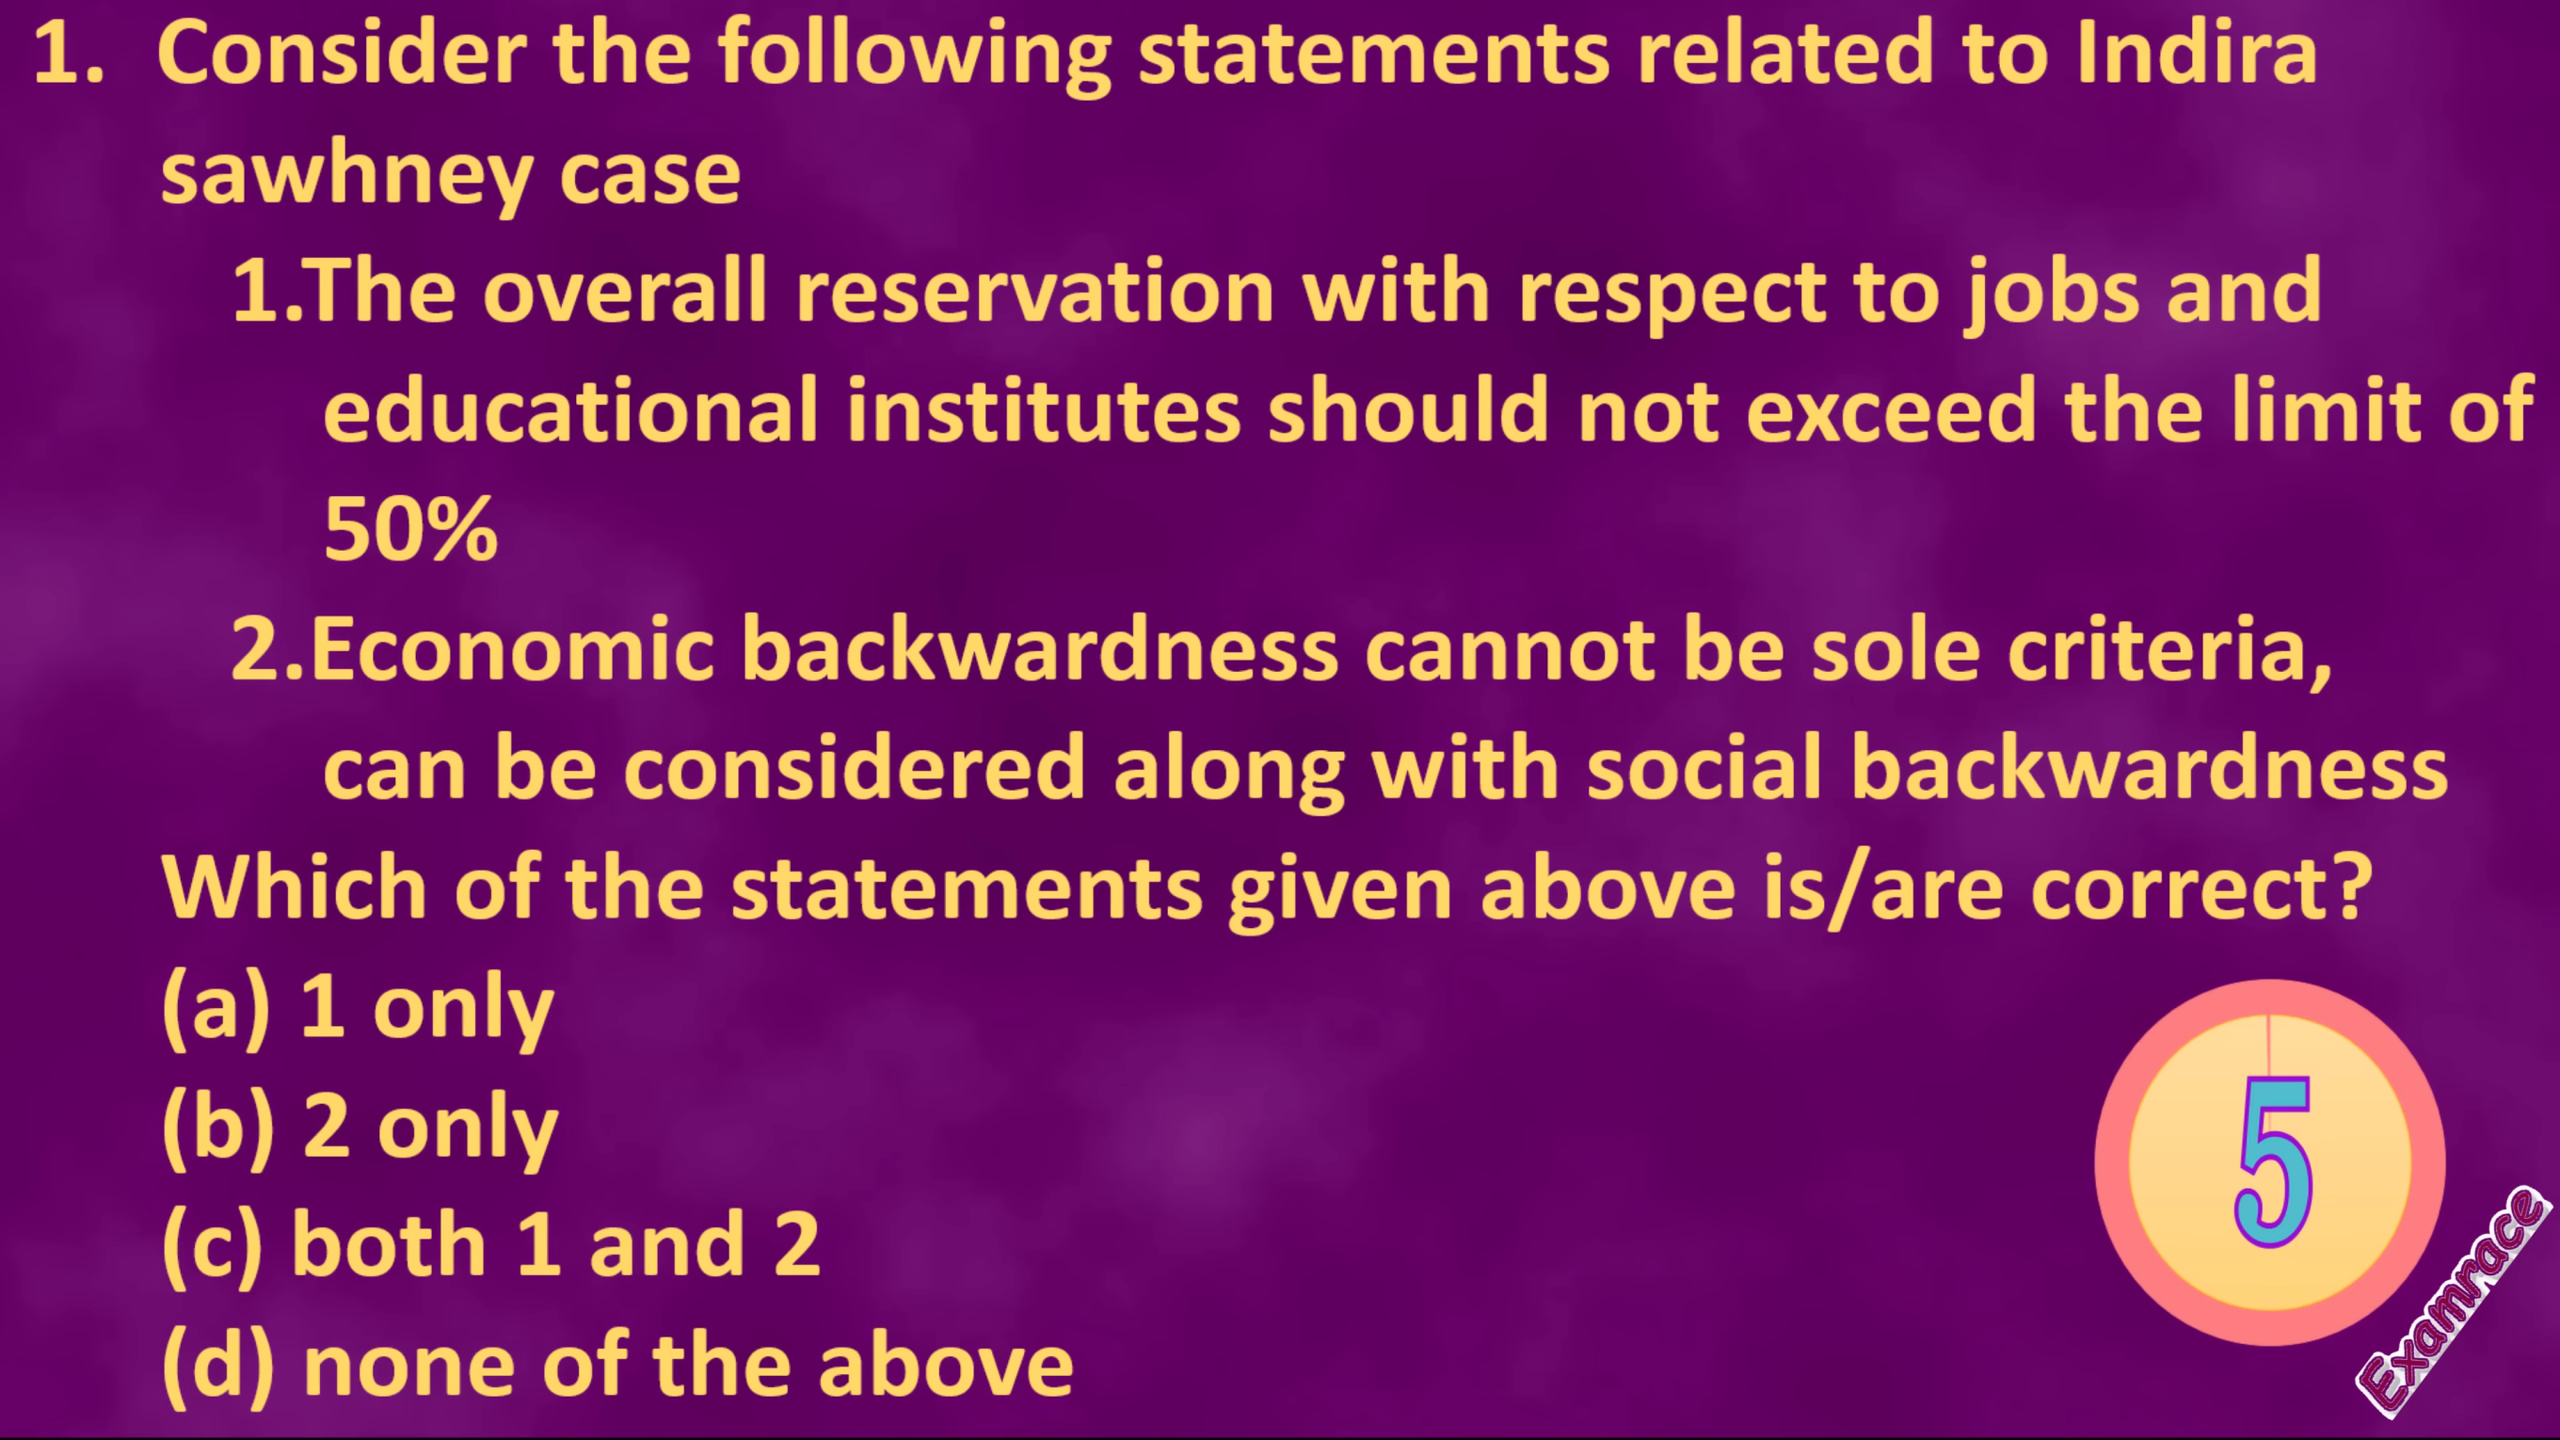 1. Consider the following statements related to Indira
sawhney case
1.The overall reservation with respect to jobs and
educational institutes should not exceed the limit of
50%
2.Economic backwardness cannot be sole criteria,
can be considered along with social backwardness
Which of the statements given above is/are correct?
(a) 1 only
(b) 2 only
(c) both 1 and 2
(d) none of the above
5
Examrace